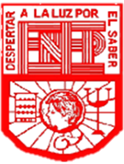 DESPERTAR A LA LUZ POR EL SABER
ENP